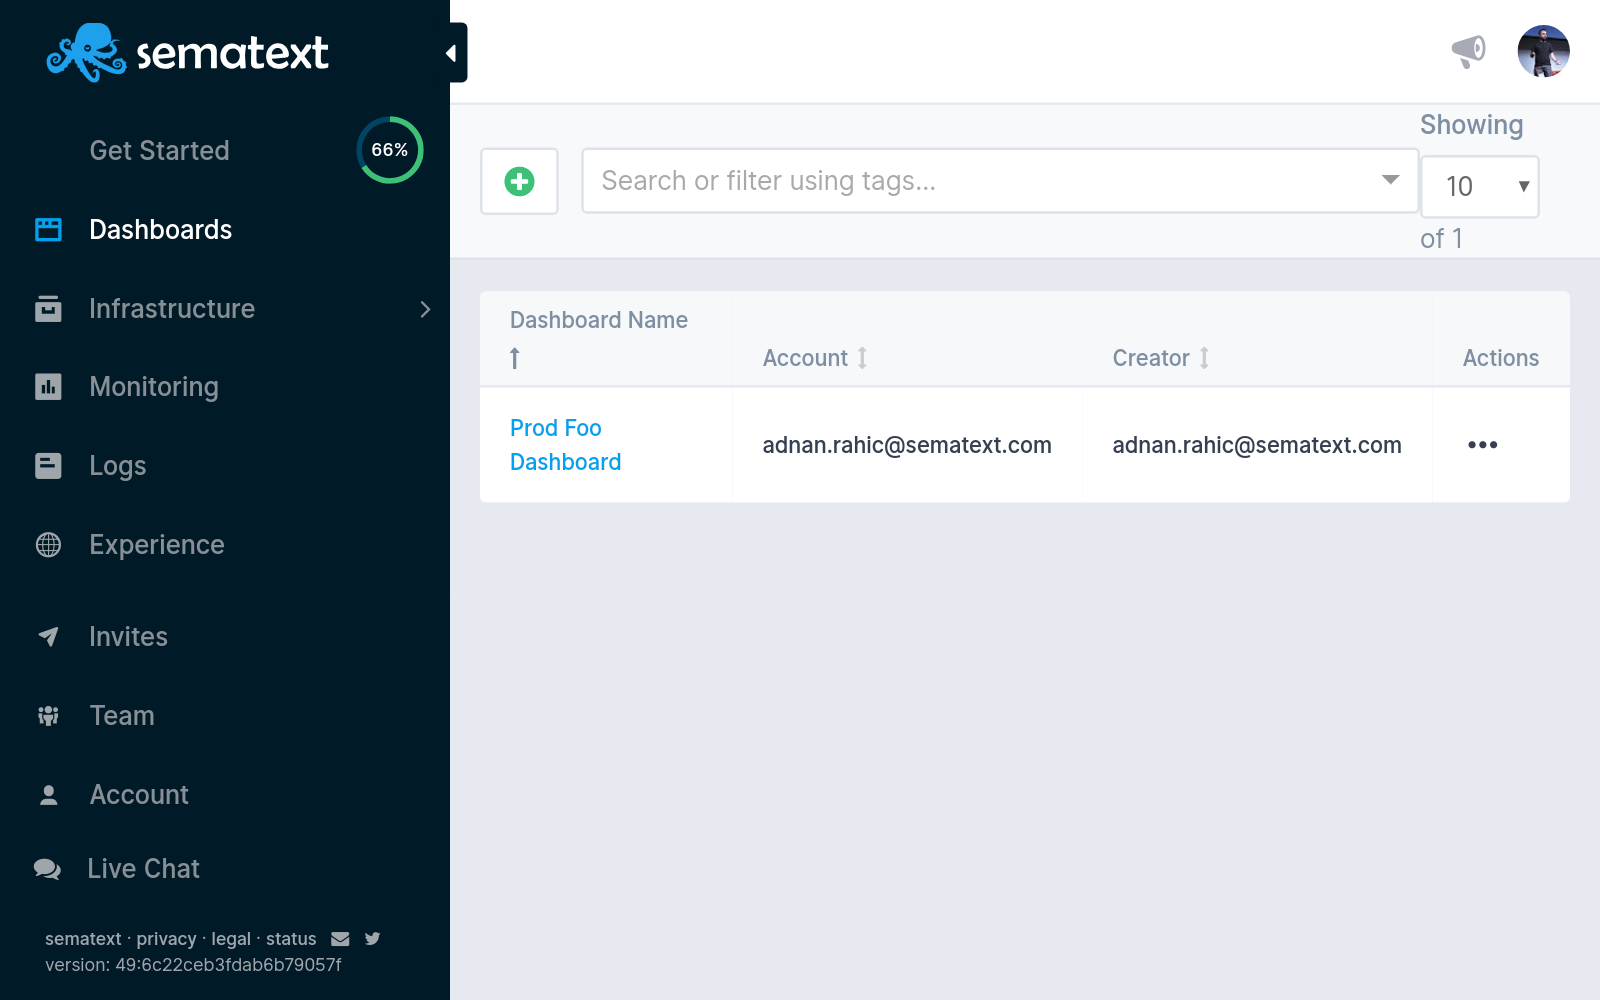 sematext
Get Started
66%
Dashboards
Infrastructure
Monitoring
Logs
Experience
Invites
Team
Account
Live Chat
sematext · privacy · legal · status
version: 49:6c22ceb3fdab6b79057f
Search or filter using tags...
Showing
10
of 1
Dashboard Name
Account
Creator
Actions
Prod Foo
Dashboard
adnan.rahic@sematext.com
adnan.rahic@sematext.com